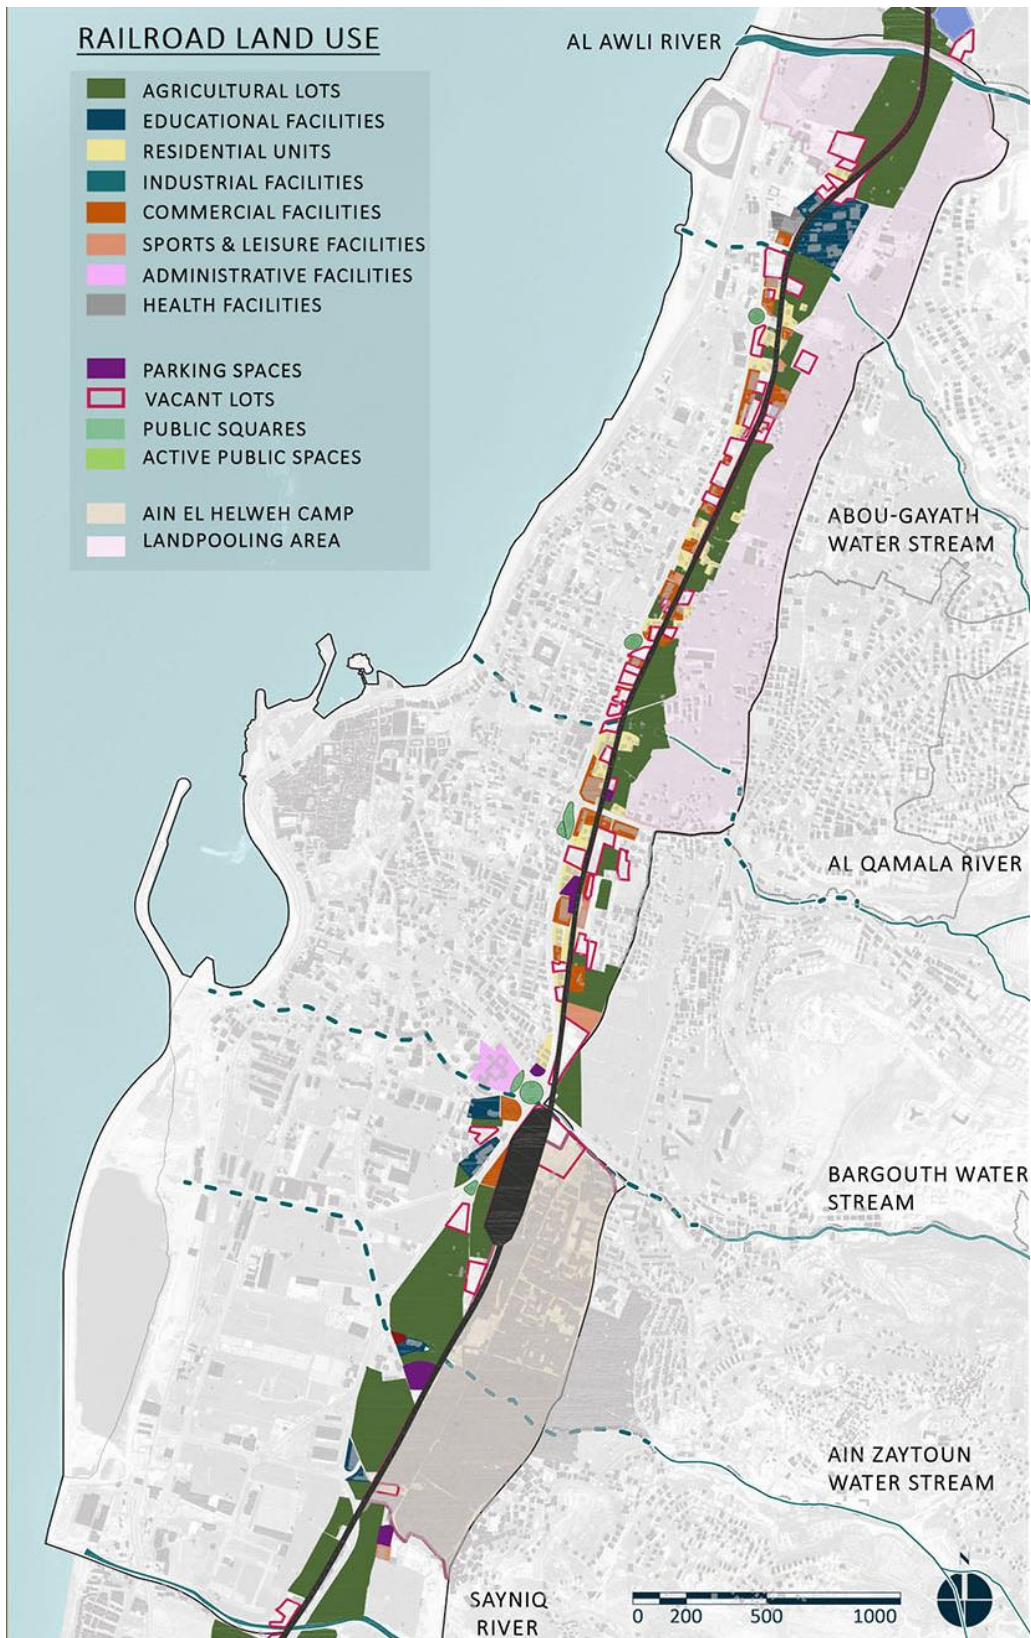 RAILROAD LAND USE
AL AWLI RIVER
AGRICULTURAL LOTS
EDUCATIONAL FACILITIES
RESIDENTIAL UNITS
INDUSTRIAL FACILITIES
COMMERCIAL FACILITIES
SPORTS & LEISURE FACILITIES
ADMINISTRATIVE FACILITIES
HEALTH FACILITIES
PARKING SPACES
VACANT LOTS
PUBLIC SQUARES
ACTIVE PUBLIC SPACES
AIN EL HELWEH CAMP
LANDPOOLING AREA
ABOU-GAYATH
WATER STREAM
AL QAMALA RIVER
BARGOUTH WATER
STREAM
AIN ZAYTOUN
WATER STREAM
SAYNIQ
RIVER
0 200 500 1000
N